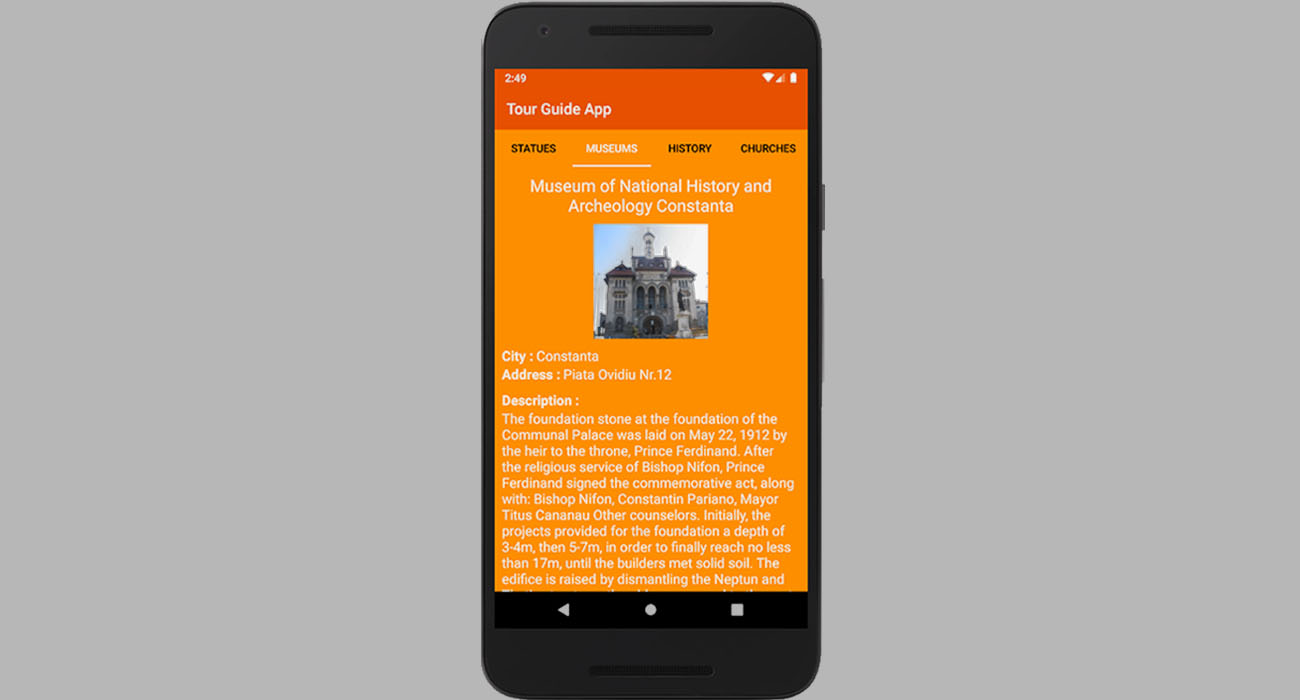 2:49
Tour Guide App
STATUES MUSEUMS HISTORY CHURCHES
Museum of National History and
Archeology Constanta
City : Constanta
Address : Piata Ovidiu Nr.12
Description :
The foundation stone at the foundation of the
Communal Palace was laid on May 22, 1912 by
the heir to the throne, Prince Ferdinand. After
the religious service of Bishop Nifon, Prince
Ferdinand signed the commemorative act, along
with: Bishop Nifon, Constantin Pariano, Mayor
Titus Cananau Other counselors. Initially, the
projects provided for the foundation a depth of
3-4m, then 5-7m, in order to finally reach no less
than 17m, until the builders met solid soil. The
edifice is raised by dismantling the Neptun and